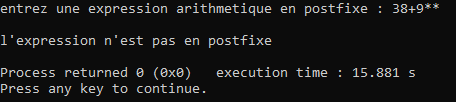 entrez une expression arithmetique en postfixe : 38+9**
l'expression n'est pas en postfixe
Process returned 0 (0x0)   execution time : 15.881 s
Press any key to continue.